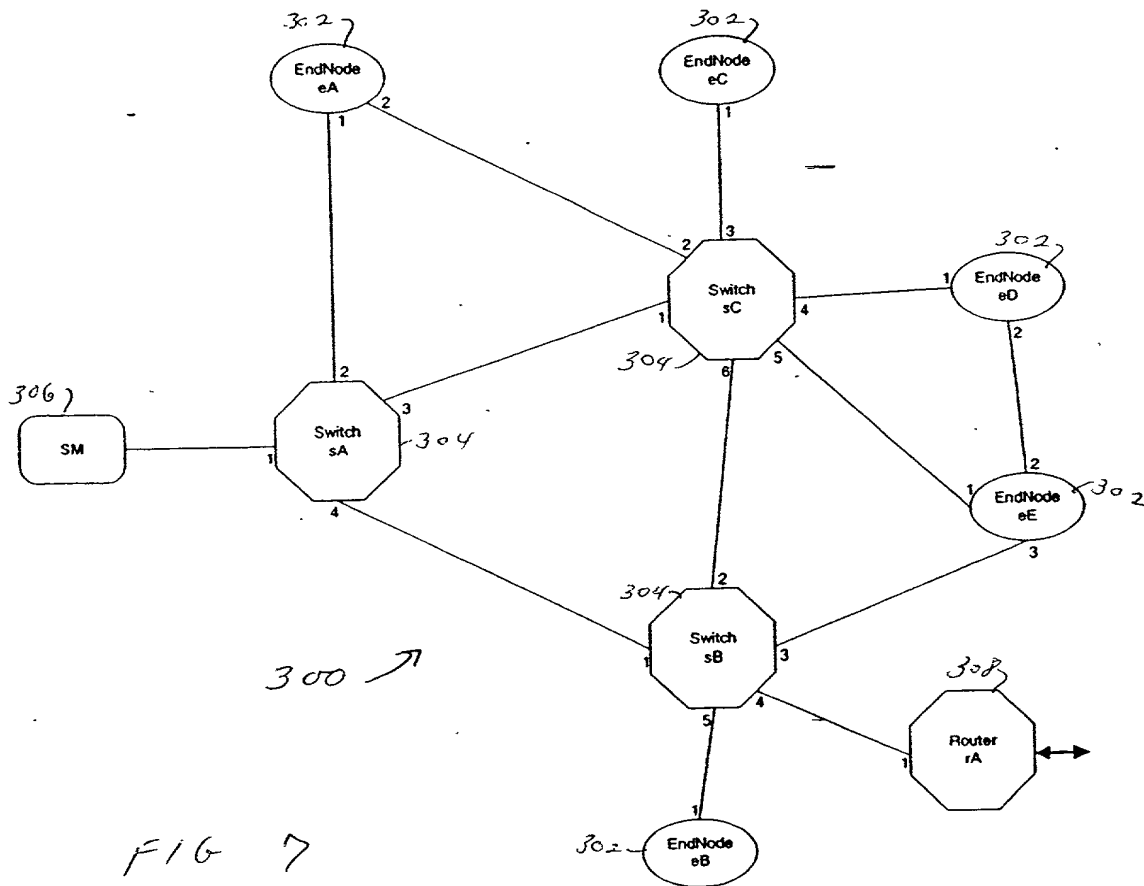 302
302
EndNode
eA
EndNode
eC
2
1
1
302
2
3
1
EndNode
eD
Switch
sC
1
4
2
304
5
6
306
2
3
SM
1
Switch
sA
304
2
1
EndNode
eE
302
4
3
304
2
Switch
sB
1
3
300
308
4
5
Router
rA
1
1
302
EndNode
eB
FIG 7